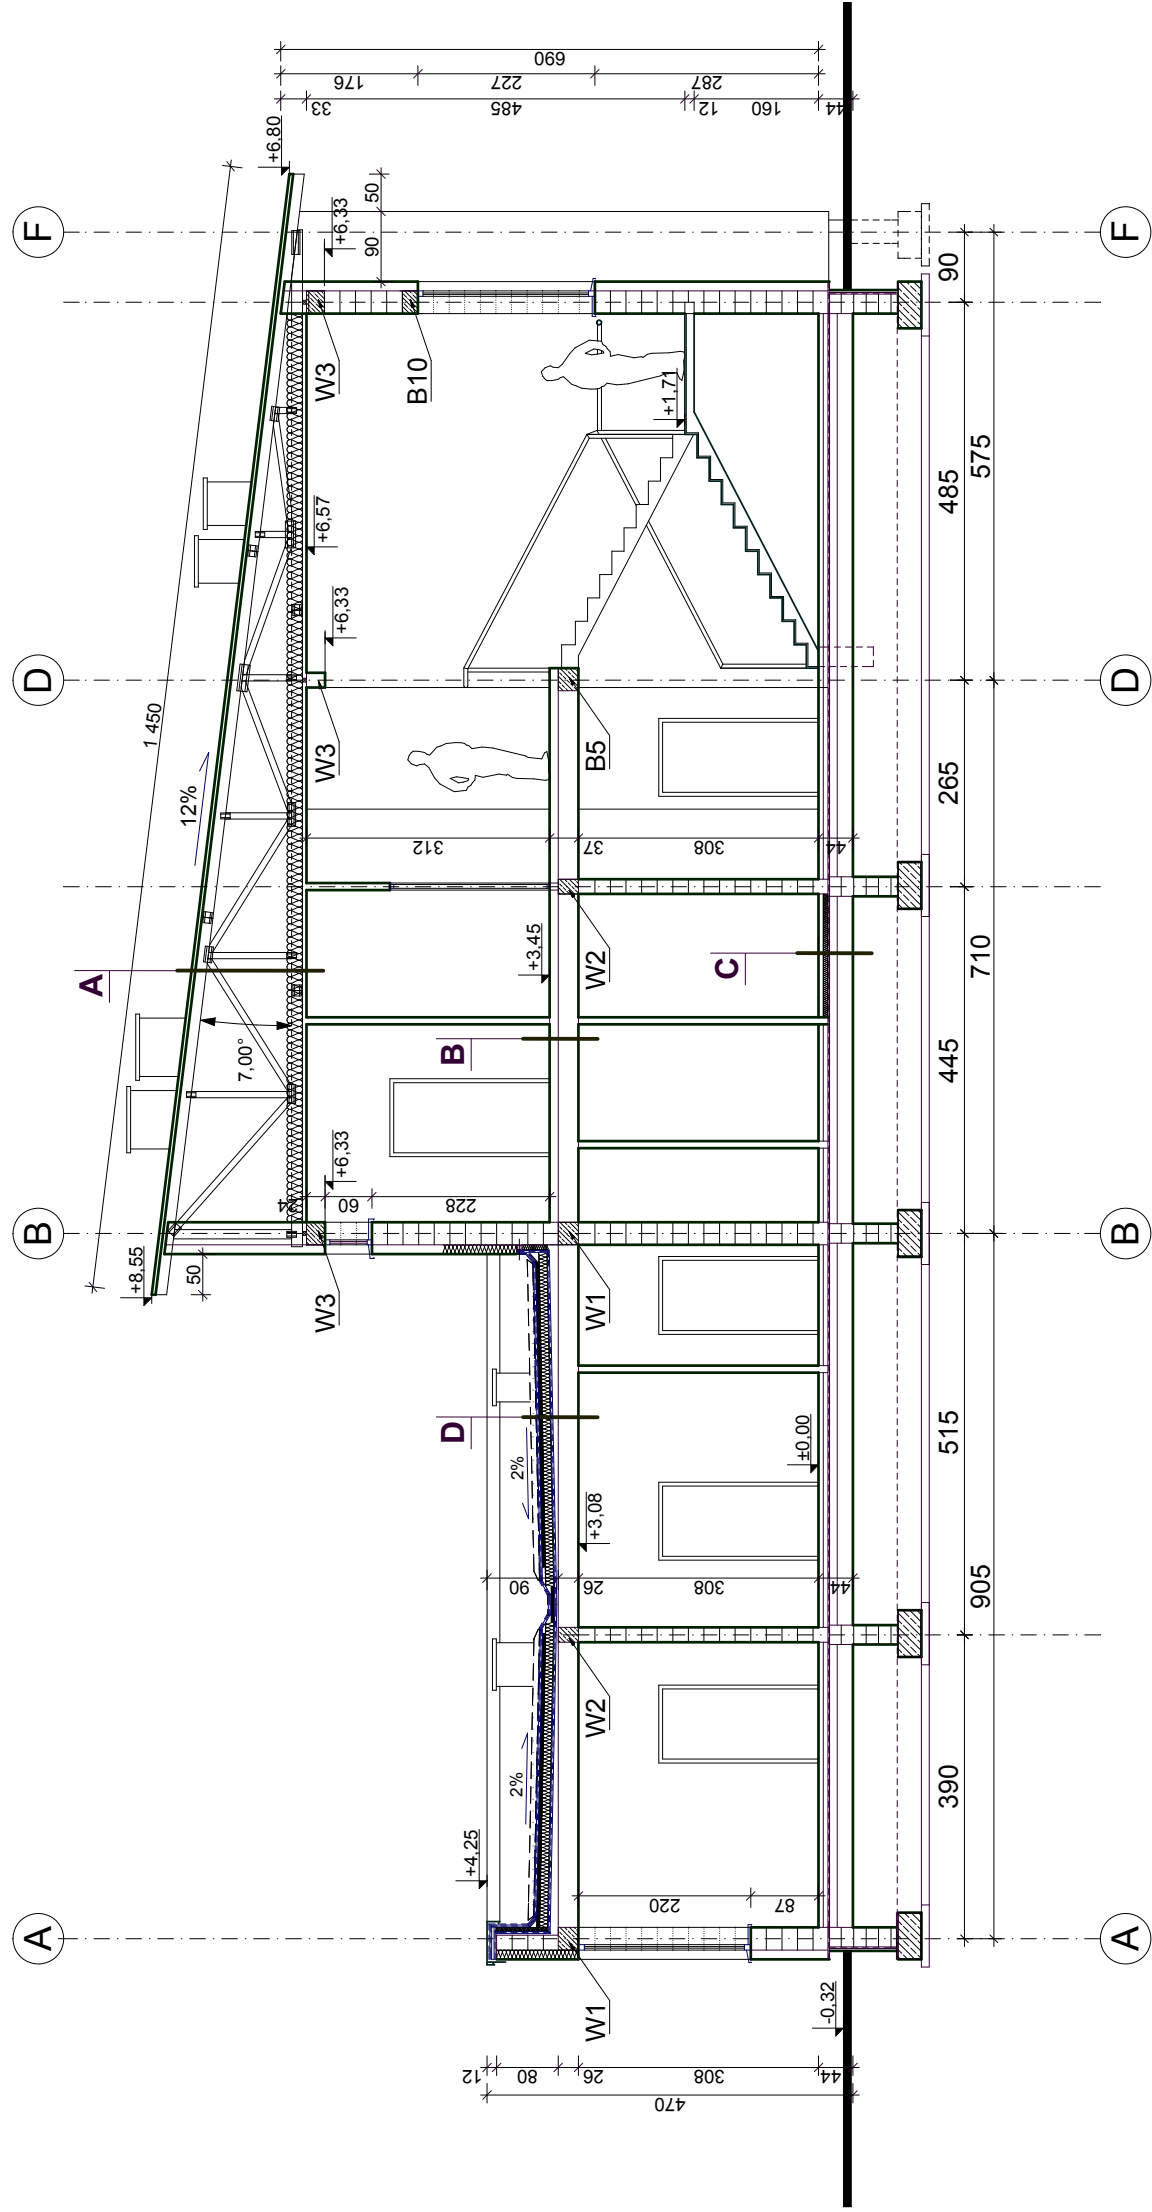 F
D
B
A
1 450
12%
7,00°
+6,80
+8,55
50
50
90
+6,33
+6,57
+6,33
+6,33
+4,25
+3,45
+3,08
+1,71
±0,00
-0,32
2%
2%
A
B
C
D
W3
B10
W3
W3
B5
W2
W1
W2
W1
690
176
227
287
33
485
12
160
44
312
37
308
44
24
60
228
90
26
308
44
220
87
12
80
26
308
44
470
90
485
265
445
515
390
575
710
905
F
D
B
A